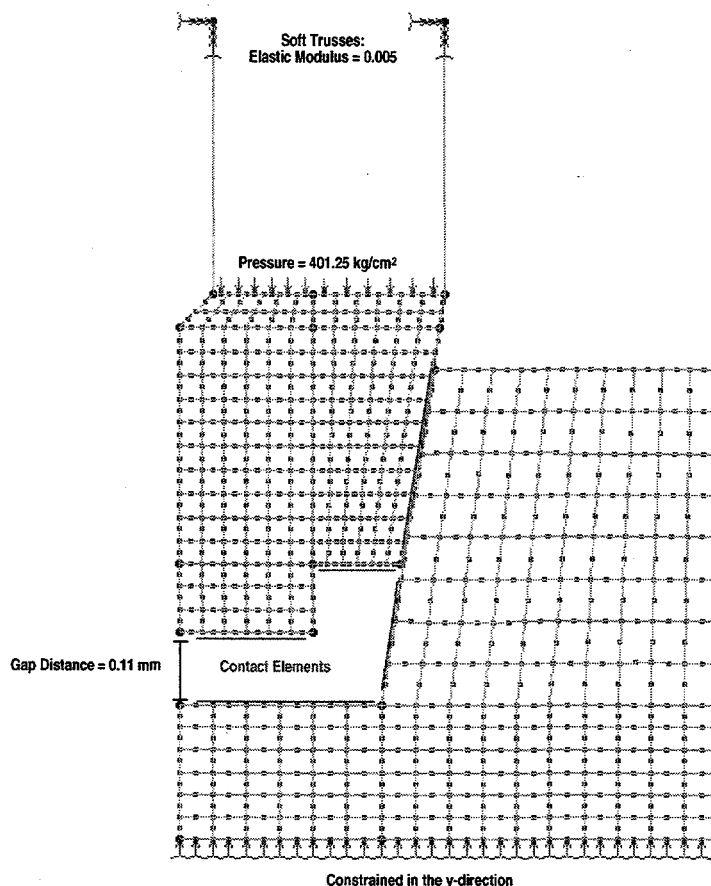 Soft Trusses:
Elastic Modulus = 0.005
Pressure = 401.25 kg/cm²
Gap Distance = 0.11 mm
Contact Elements
Constrained in the y-direction